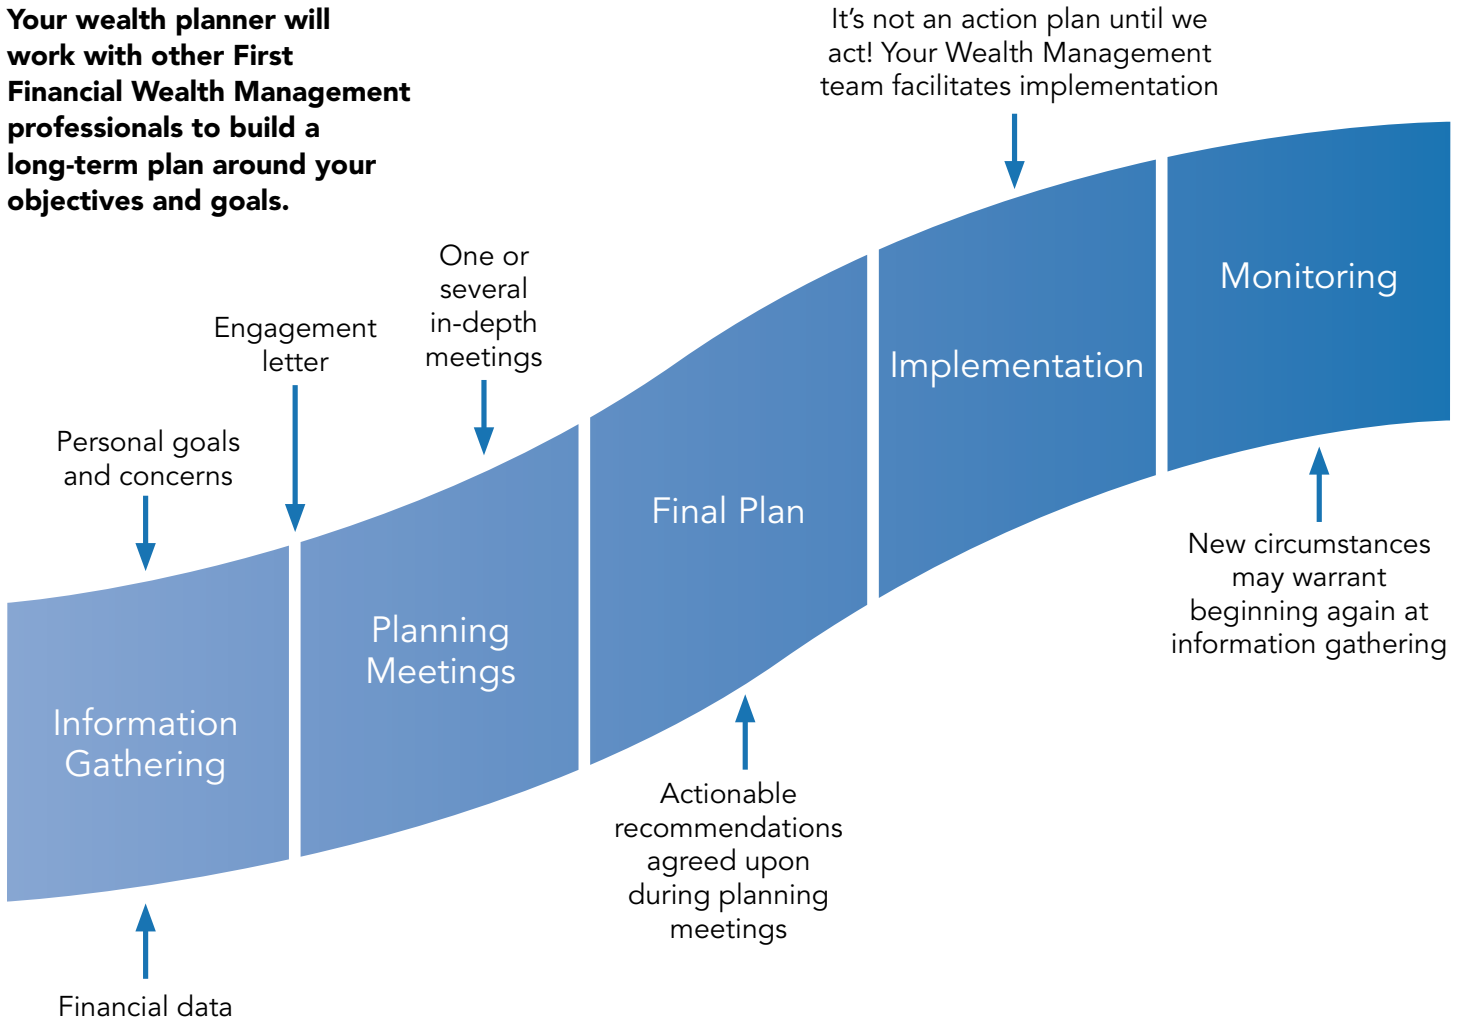 Your wealth planner will
work with other First
Financial Wealth Management
professionals to build a
long-term plan around your
objectives and goals.
It’s not an action plan until we
act! Your Wealth Management
team facilitates implementation
One or
several
in-depth
meetings
Engagement
letter
Personal goals
and concerns
Information
Gathering
Planning
Meetings
Final Plan
Implementation
Monitoring
New circumstances
may warrant
beginning again at
information gathering
Actionable
recommendations
agreed upon
during planning
meetings
Financial data